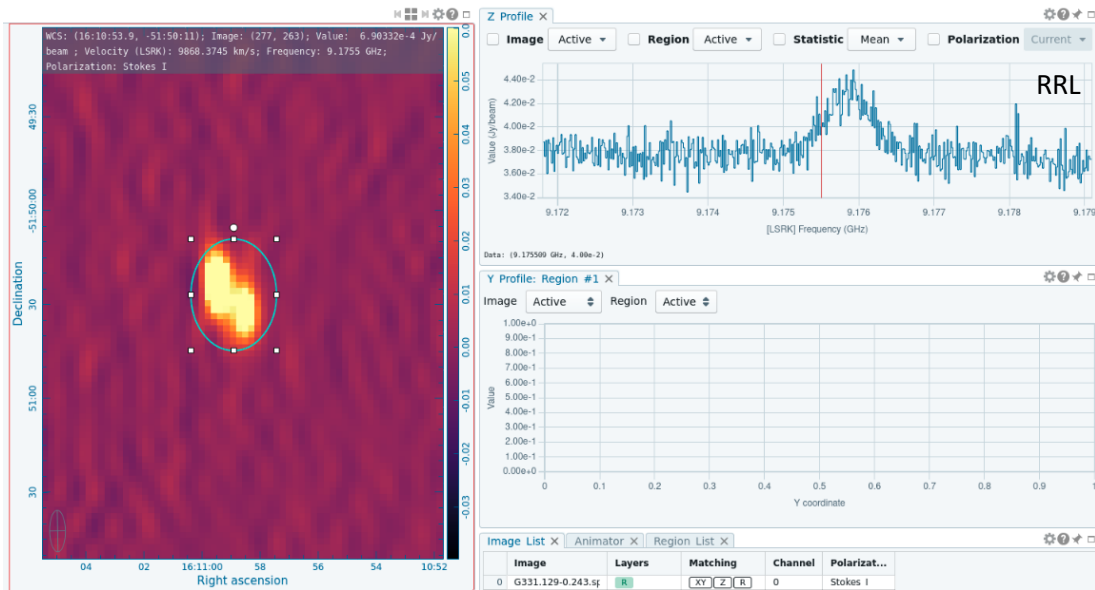 WCS: (16:10:53.9, -51:50:11); Image: (277, 263); Value:  6.90332e-4 Jy/
beam ; Velocity (LSRK): 9868.3745 km/s; Frequency: 9.1755 GHz;
Polarization: Stokes I
49:30
-51:50:00
30
51:00
30
Declination
04 02 16:11:00 58 56 54 10:52
Right ascension
0.05
0.04
0.03
0.02
0.01
0.00
-0.01
-0.02
-0.03
Z Profile
Image Active Region Active Statistic Mean Polarization Current
RRL
4.40e-2
4.20e-2
4.00e-2
3.80e-2
3.60e-2
3.40e-2
Value (Jy/beam)
9.172 9.173 9.174 9.175 9.176 9.177 9.178 9.179
[LSRK] Frequency (GHz)
Data: (9.175509 GHz, 4.00e-2)
Y Profile: Region #1
Image Active Region Active
1.00e+0
9.00e-1
8.00e-1
7.00e-1
6.00e-1
5.00e-1
4.00e-1
3.00e-1
2.00e-1
1.00e-1
0.00e+0
Value
0 0.1 0.2 0.3 0.4 0.5 0.6 0.7 0.8 0.9 1
Y coordinate
Image List Animator Region List
Image Layers Matching Channel Polarizat...
0 G331.129-0.243.sp R XY Z R 0 Stokes I